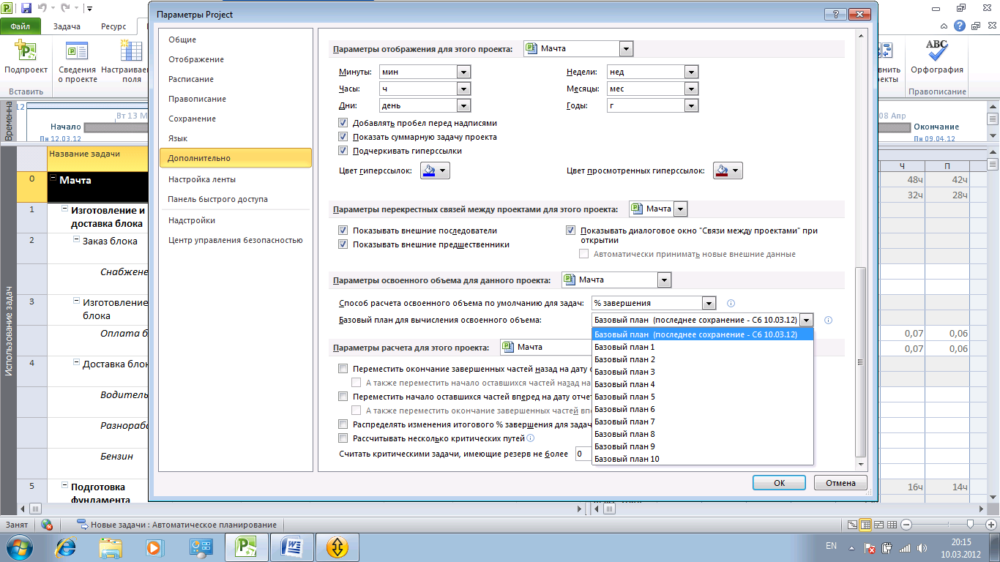 Параметры Project
Файл
Задача
Ресурс
Подпроект
Сведения
о проекте
Настраиваем
поля
Вставить
Орфография
Правописание
Временна
Вт 13 М
Начало
Пн 12.03.12
08 Апр
Окончание
Пн 09.04.12
Общие
Отображение
Расписание
Правописание
Сохранение
Язык
Дополнительно
Настройка ленты
Панель быстрого доступа
Надстройки
Центр управления безопасностью
Параметры отображения для этого проекта: Мачта
Минуты: мин Недели: нед
Часы: ч Месяцы: мес
Дни: день Годы: г
Добавлять пробел перед надписями
Показать суммарную задачу проекта
Подчеркивать гиперссылки
Цвет гиперссылок: Цвет просмотренных гиперссылок:
Параметры перекрестных связей между проектами для этого проекта: Мачта
Показывать внешние последователи
Показывать внешние предшественники
Показывать диалоговое окно "Связи между проектами" при
открытии
Автоматически принимать новые внешние данные
Параметры освоенного объема для данного проекта: Мачта
Способ расчета освоенного объема по умолчанию для задач: % завершения
Базовый план для вычисления освоенного объема: Базовый план (последнее сохранение - Сб 10.03.12)
Базовый план (последнее сохранение - Сб 10.03.12)
Базовый план 1
Базовый план 2
Базовый план 3
Базовый план 4
Базовый план 5
Базовый план 6
Базовый план 7
Базовый план 8
Базовый план 9
Базовый план 10
Параметры расчета для этого проекта: Мачта
Переместить окончание завершенных частей назад на дату
А также переместить начало оставшихся частей назад на
Переместить начало оставшихся частей вперед на дату отчет
А также переместить окончание завершенных частей
Распределять изменения итогового % завершения для задач
Рассчитывать несколько критических путей
Считать критическими задачи, имеющие резерв не более 0
ОК
Отмена
Использование задач
Название задачи
0 Мачта
1 Изготовление и
доставка блока
2 Заказ блока
Снабжене
3 Изготовление
блока
Оплата б
4 Доставка блон
Водитель
Разнорабо
Бензин
5 Подготовка
фундамента
Ч П
48ч 42ч
32ч 28ч
0,07 0,06
0,07 0,06
16ч 14ч
Занят
Новые задачи : Автоматическое планирование
EN
20:15
10.03.2012